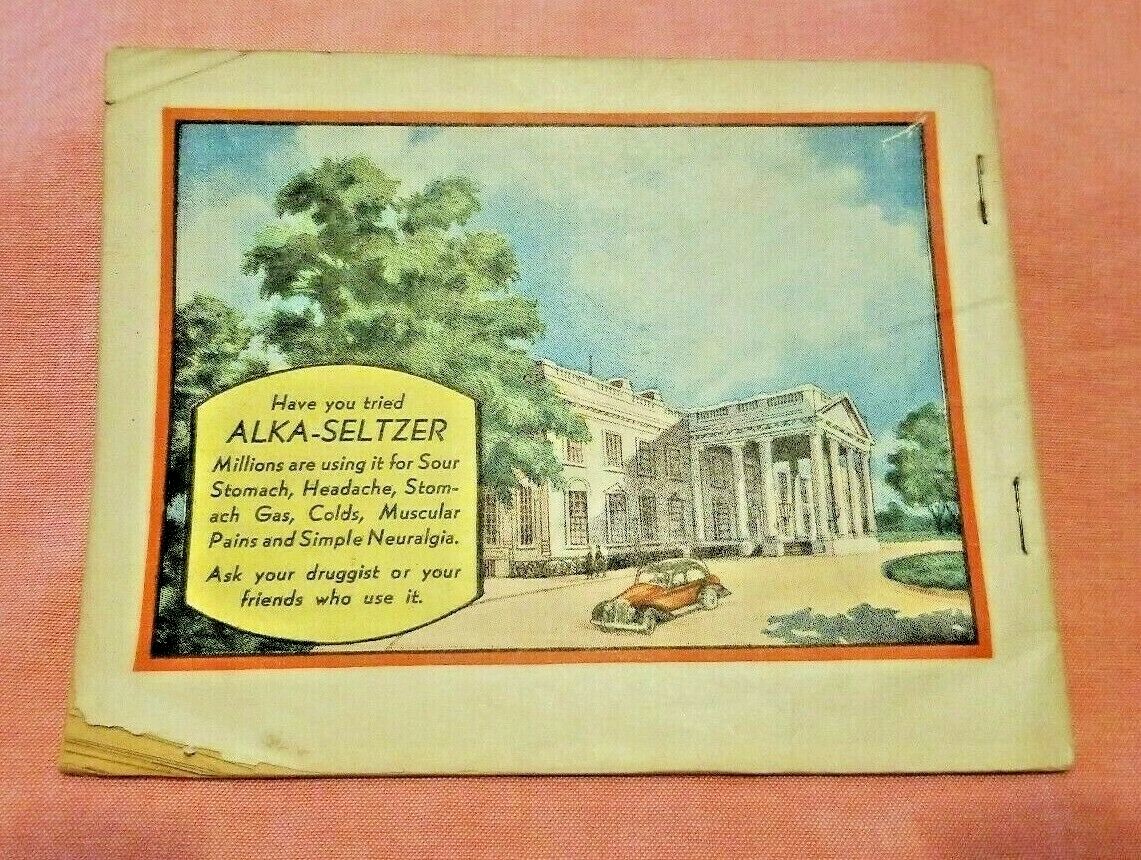 Have you tried
ALKA-SELTZER
Millions are using it for Sour
Stomach, Headache, Stom-
ach Gas, Colds, Muscular
Pains and Simple Neuralgia.
Ask your druggist or your
friends who use it.